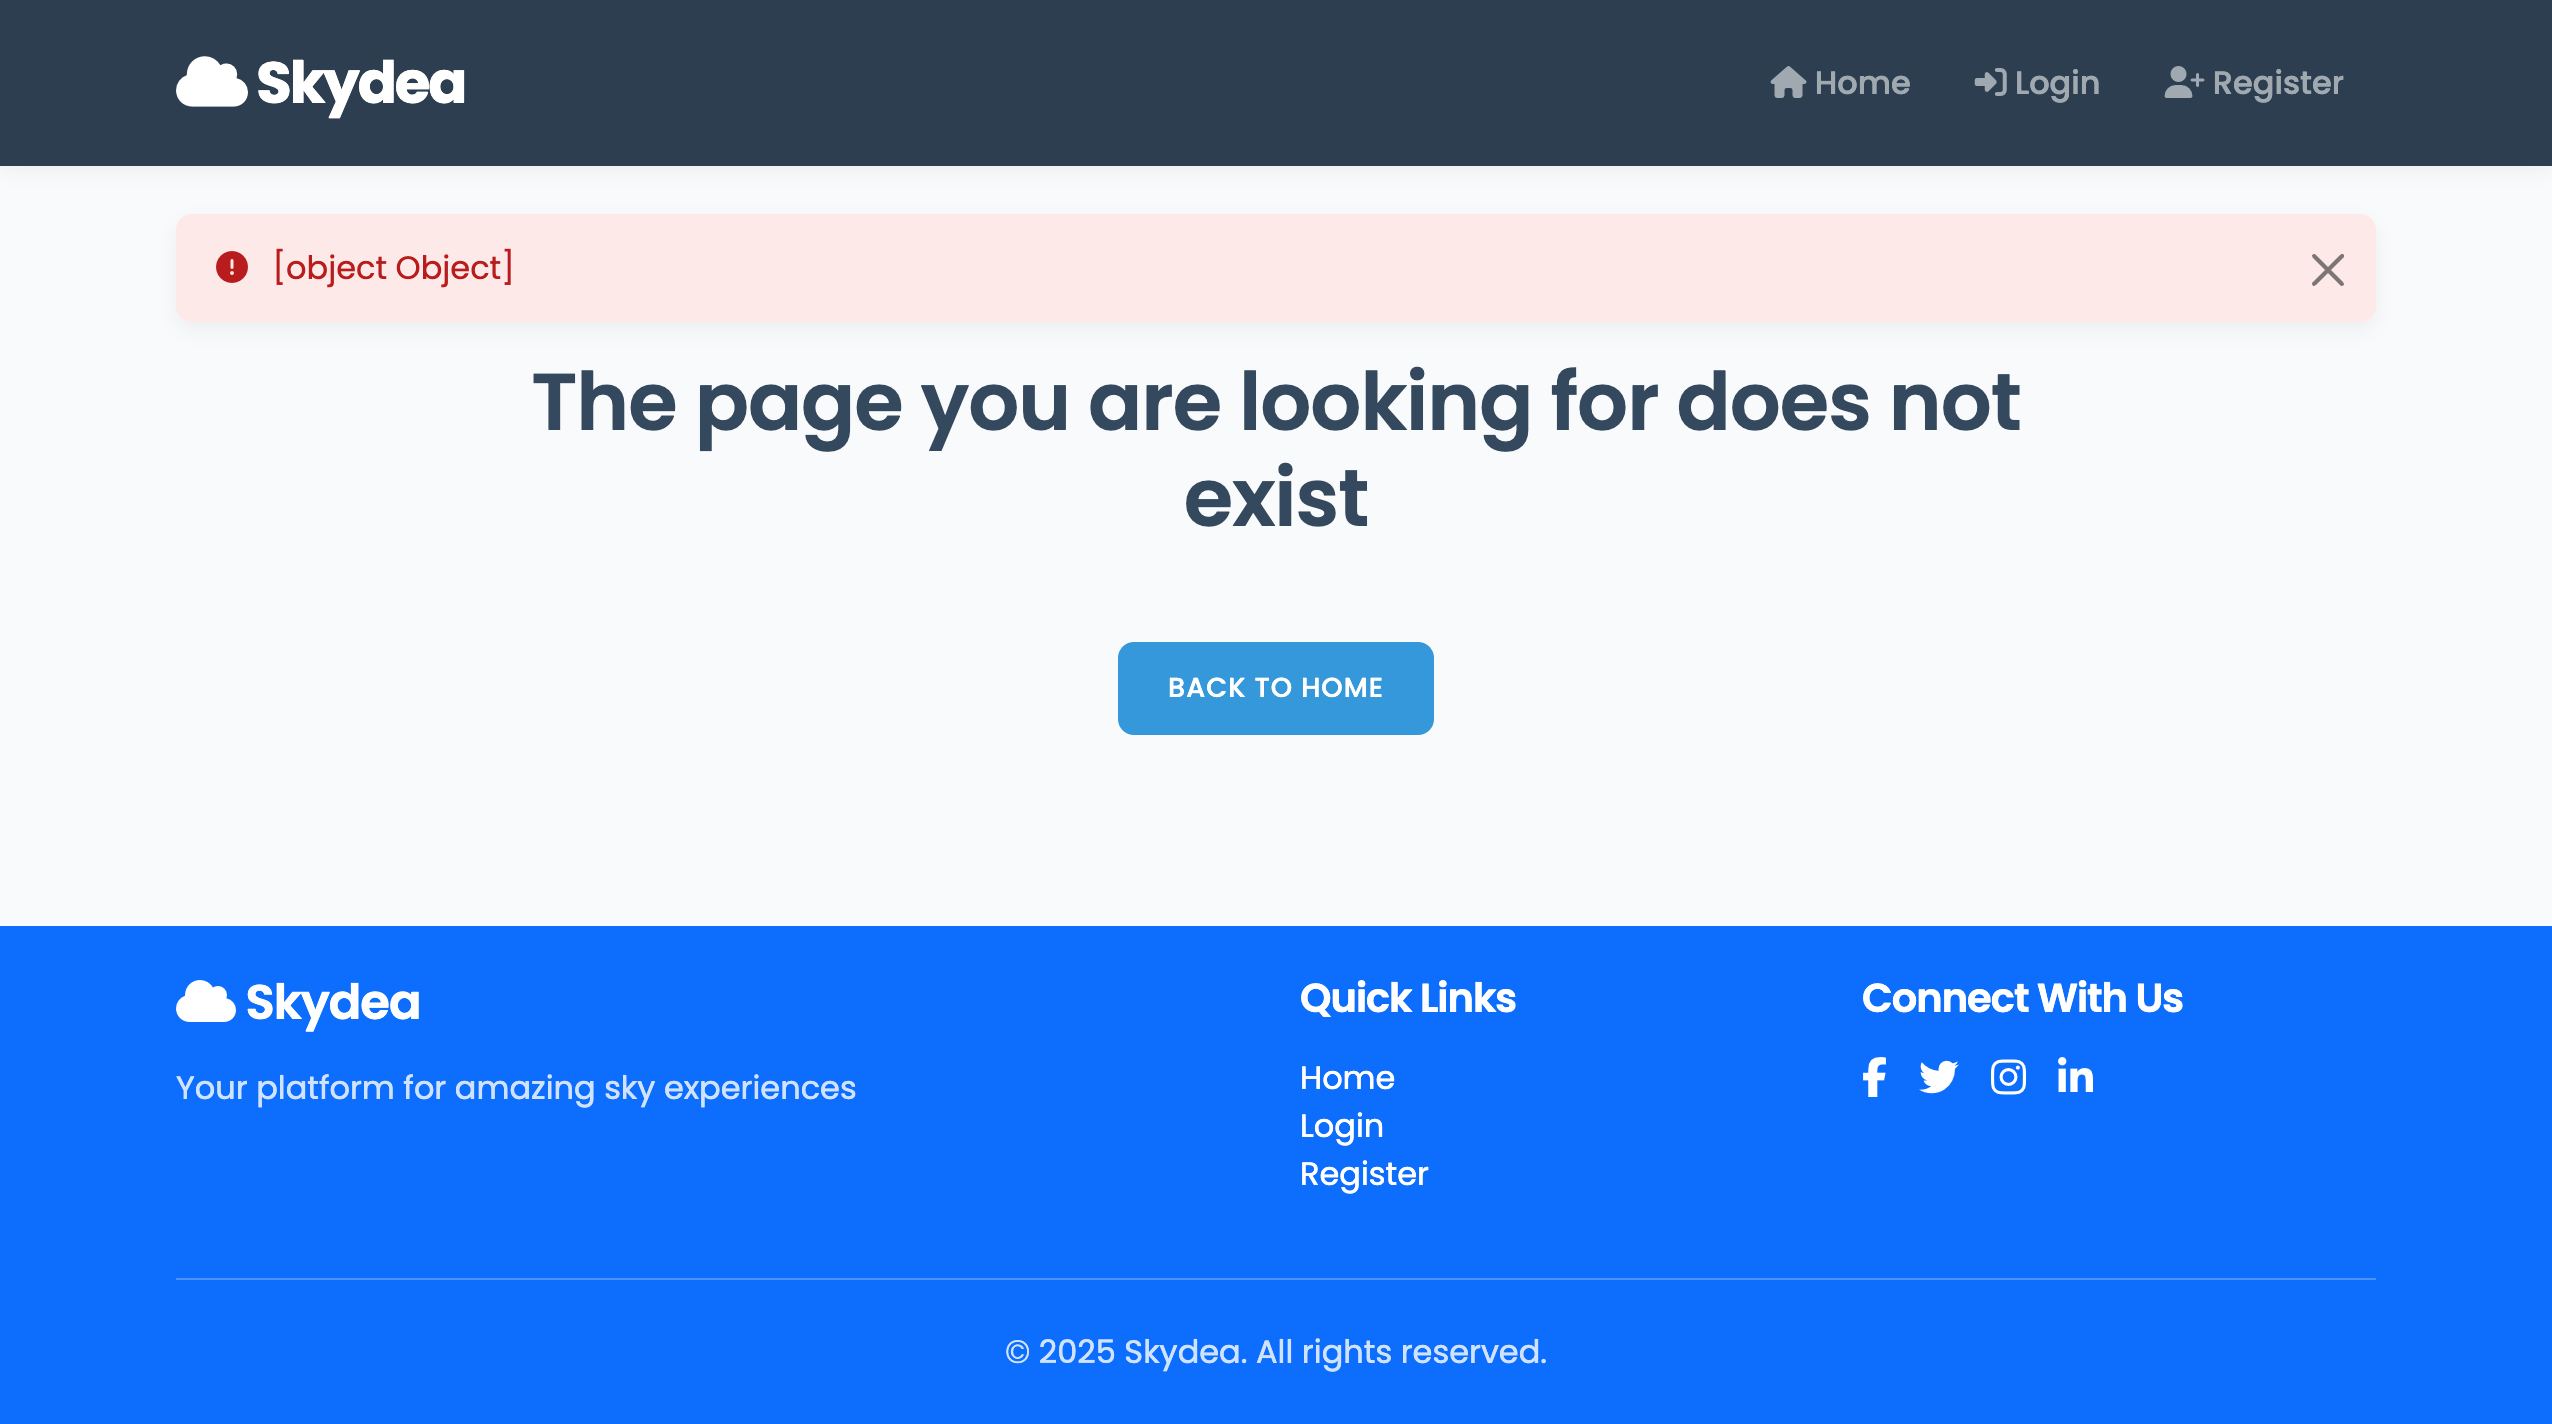 Skydea
Home
Login
Register
[object Object]
The page you are looking for does not
exist
BACK TO HOME
Skydea
Your platform for amazing sky experiences
Quick Links
Home
Login
Register
Connect With Us
© 2025 Skydea. All rights reserved.